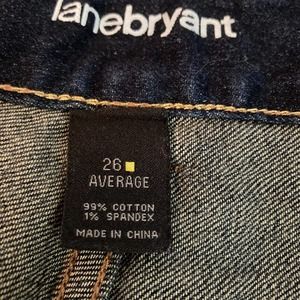 lanebryant
26
AVERAGE
99% COTTON
1% SPANDEX
MADE IN CHINA